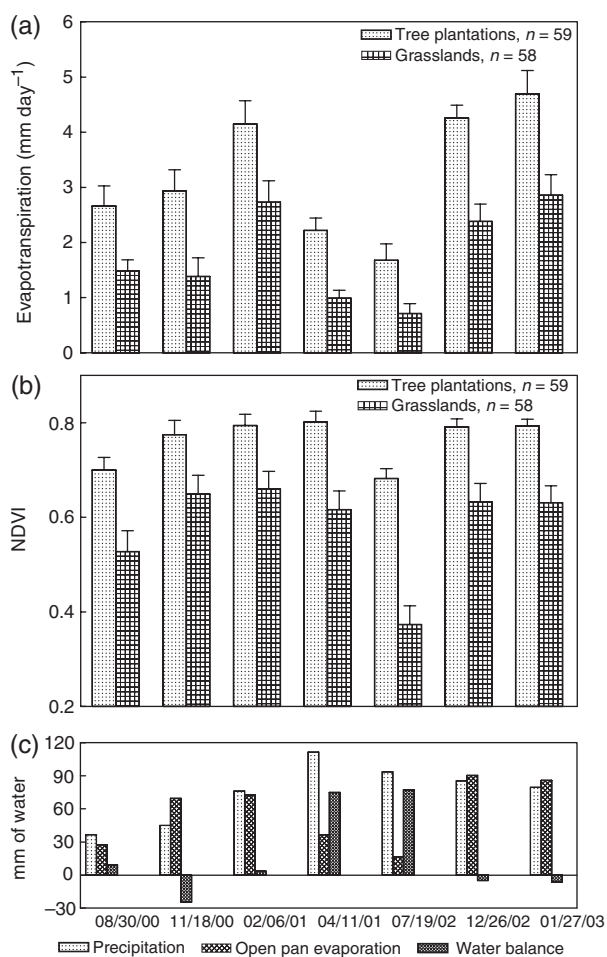 (a)
6
5
4
3
2
1
0
Evapotranspiration (mm day⁻¹)
Tree plantations, n = 59
Grasslands, n = 58
(b)
0.8
0.6
0.4
0.2
NDVI
Tree plantations, n = 59
Grasslands, n = 58
(c)
120
90
60
30
0
−30
mm of water
08/30/00 11/18/00 02/06/01 04/11/01 07/19/02 12/26/02 01/27/03
Precipitation Open pan evaporation Water balance